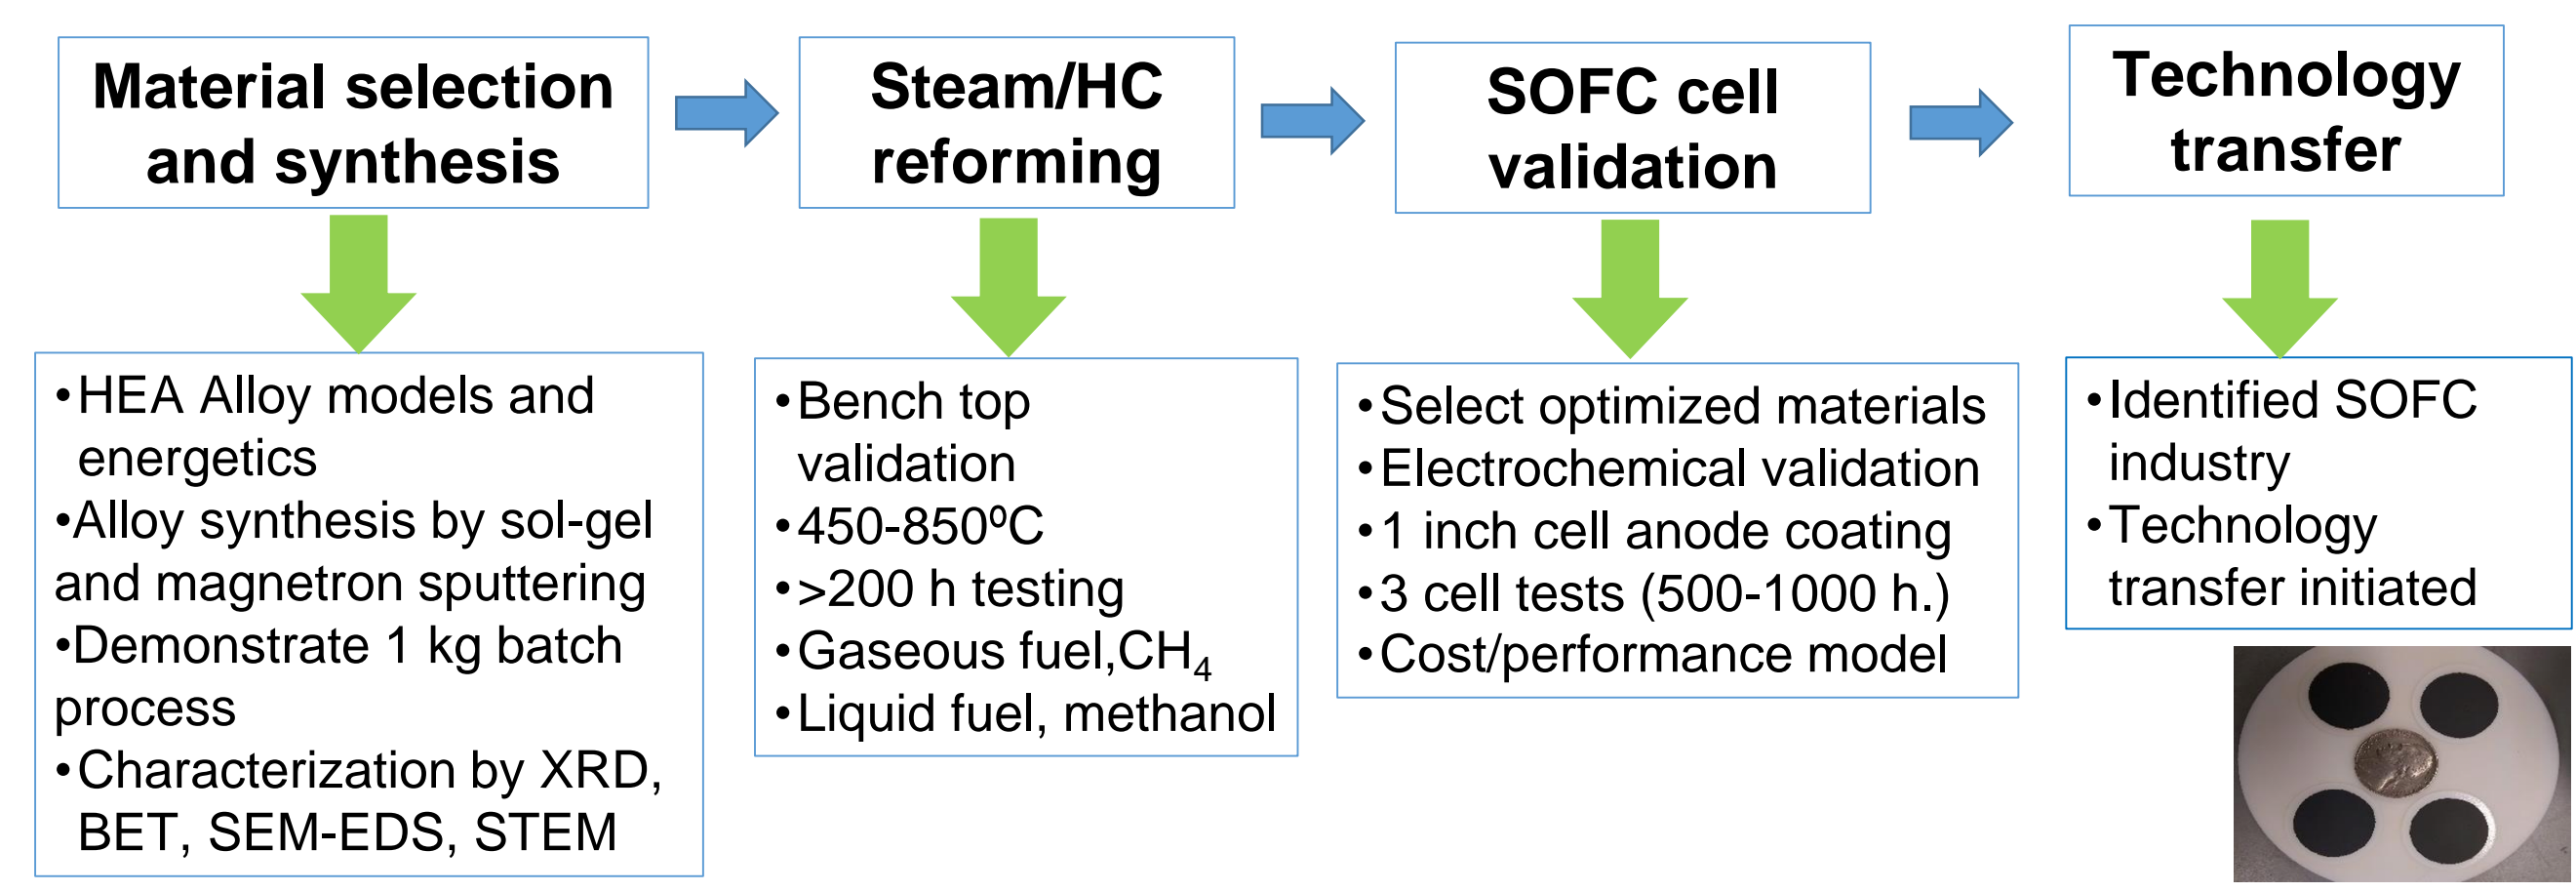 Material selection
and synthesis
Steam/HC
reforming
SOFC cell
validation
Technology
transfer
•HEA Alloy models and
energetics
•Alloy synthesis by sol-gel
and magnetron sputtering
•Demonstrate 1 kg batch
process
•Characterization by XRD,
BET, SEM-EDS, STEM
•Bench top
validation
•450-850ºC
•>200 h testing
•Gaseous fuel,CH₄
•Liquid fuel, methanol
•Select optimized materials
•Electrochemical validation
•1 inch cell anode coating
•3 cell tests (500-1000 h.)
•Cost/performance model
•Identified SOFC
industry
•Technology
transfer initiated